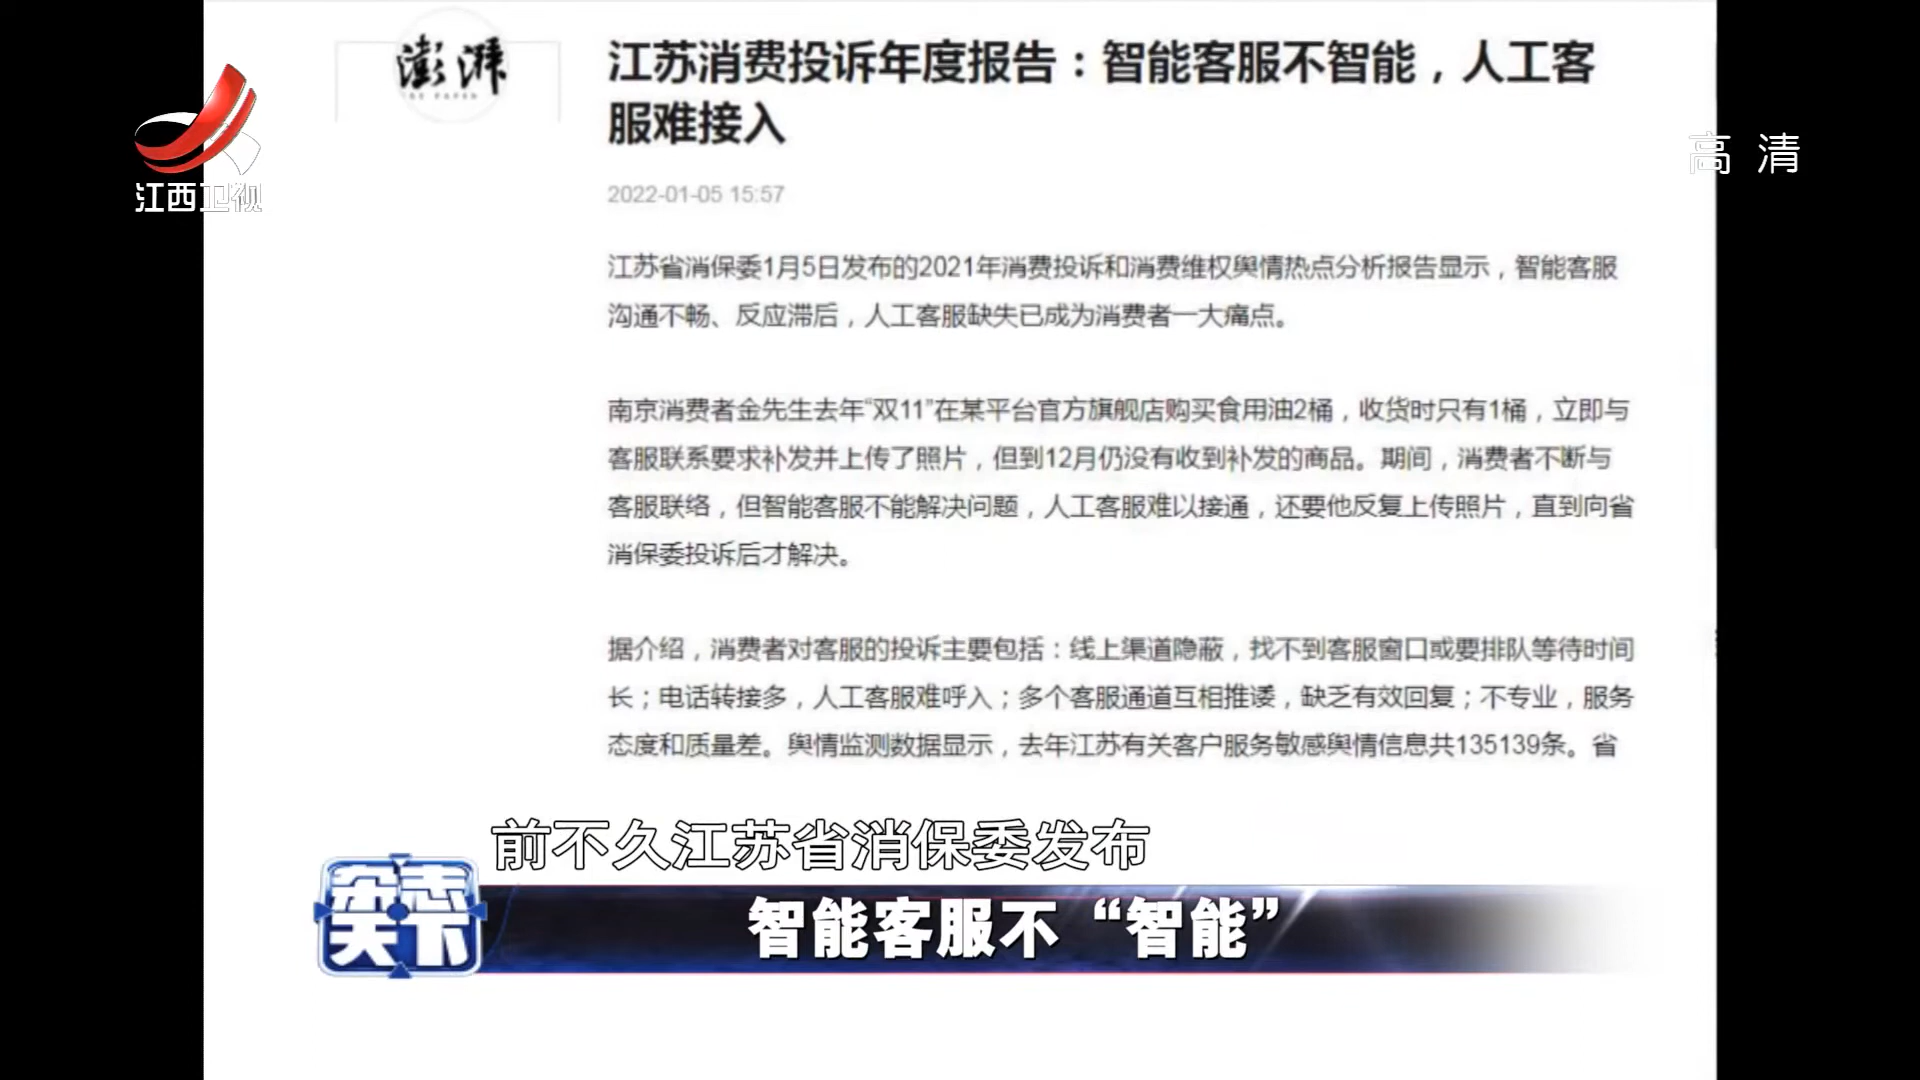 澎湃
THE PAPER
江苏消费投诉年度报告：智能客服不智能，人工客
服难接入
江西卫视
高清
2022-01-05 15:57
江苏省消保委1月5日发布的2021年消费投诉和消费维权舆情热点分析报告显示，智能客服
沟通不畅、反应滞后，人工客服缺失已成为消费者一大痛点。
南京消费者金先生去年“双11”在某平台官方旗舰店购买食用油2桶，收货时只有1桶，立即与
客服联系要求补发并上传了照片，但到12月仍没有收到补发的商品。期间，消费者不断与
客服联络，但智能客服不能解决问题，人工客服难以接通，还要他反复上传照片，直到向省
消保委投诉后才解决。
据介绍，消费者对客服的投诉主要包括：线上渠道隐蔽，找不到客服窗口或要排队等待时间
长；电话转接多，人工客服难呼入；多个客服通道互相推诿，缺乏有效回复；不专业，服务
态度和质量差。舆情监测数据显示，去年江苏有关客户服务敏感舆情信息共135139条。省
前不久江苏省消保委发布
杂志
天下
智能客服不“智能”